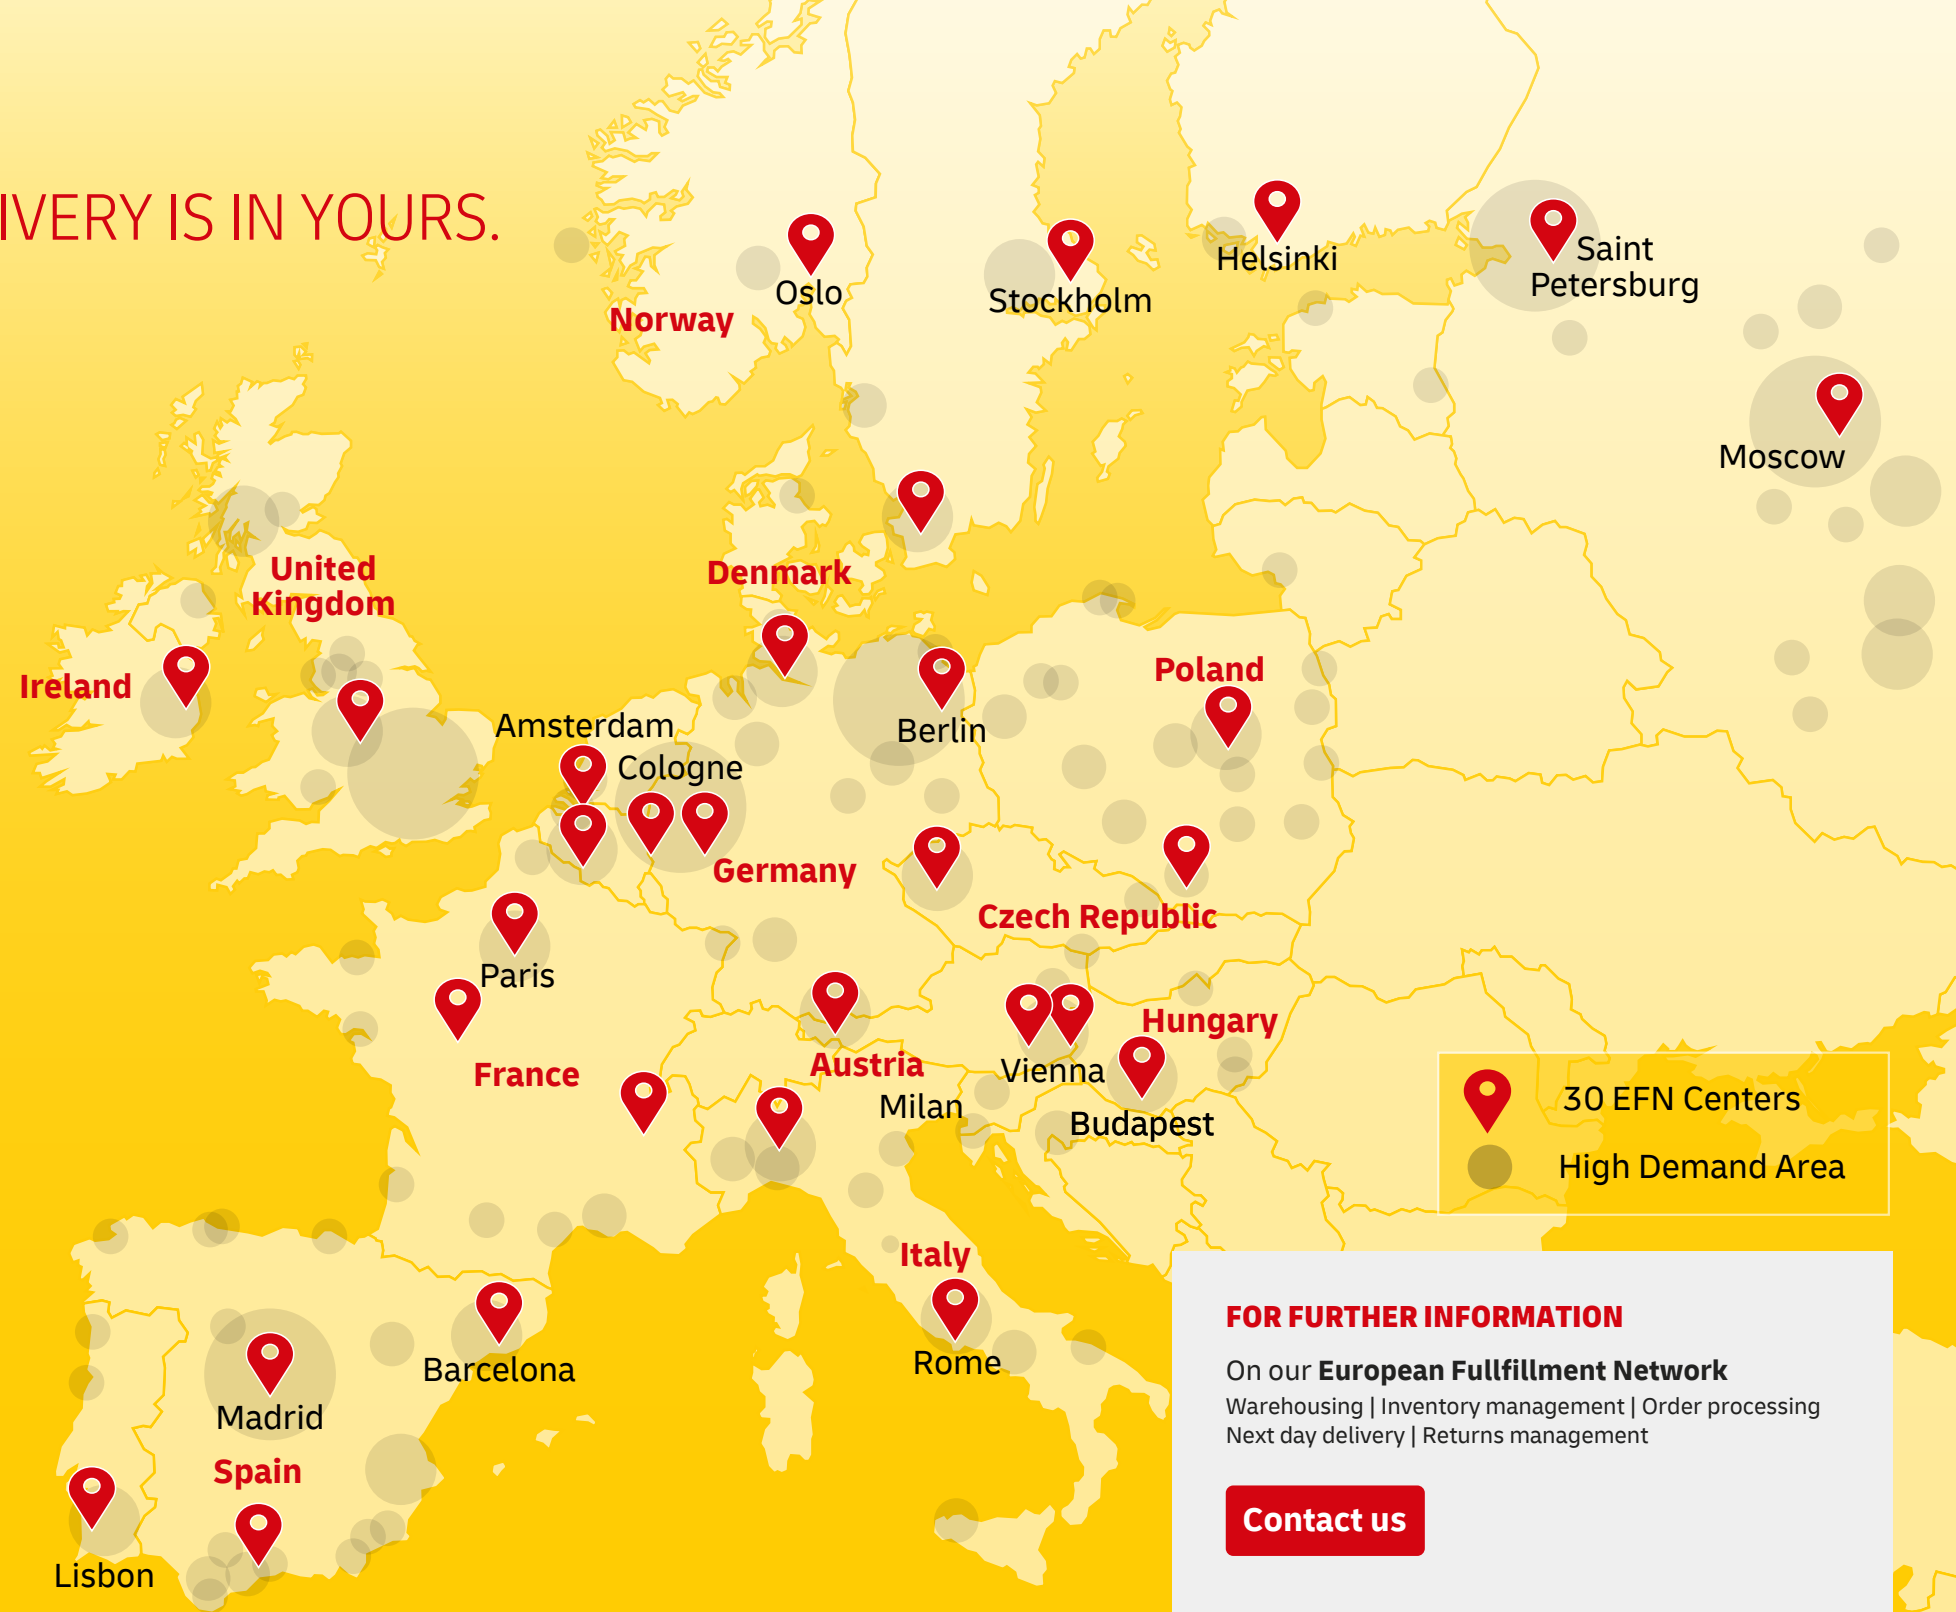 IVERY IS IN YOURS.
Oslo
Norway
Stockholm
Helsinki
Saint
Petersburg
Moscow
United
Kingdom
Denmark
Ireland
Poland
Amsterdam
Berlin
Cologne
Germany
Czech Republic
Paris
Hungary
France
Austria
Vienna
Milan
Budapest
30 EFN Centers
High Demand Area
Italy
Rome
Barcelona
Madrid
Spain
Lisbon
FOR FURTHER INFORMATION
On our European Fullfillment Network
Warehousing | Inventory management | Order processing
Next day delivery | Returns management
Contact us